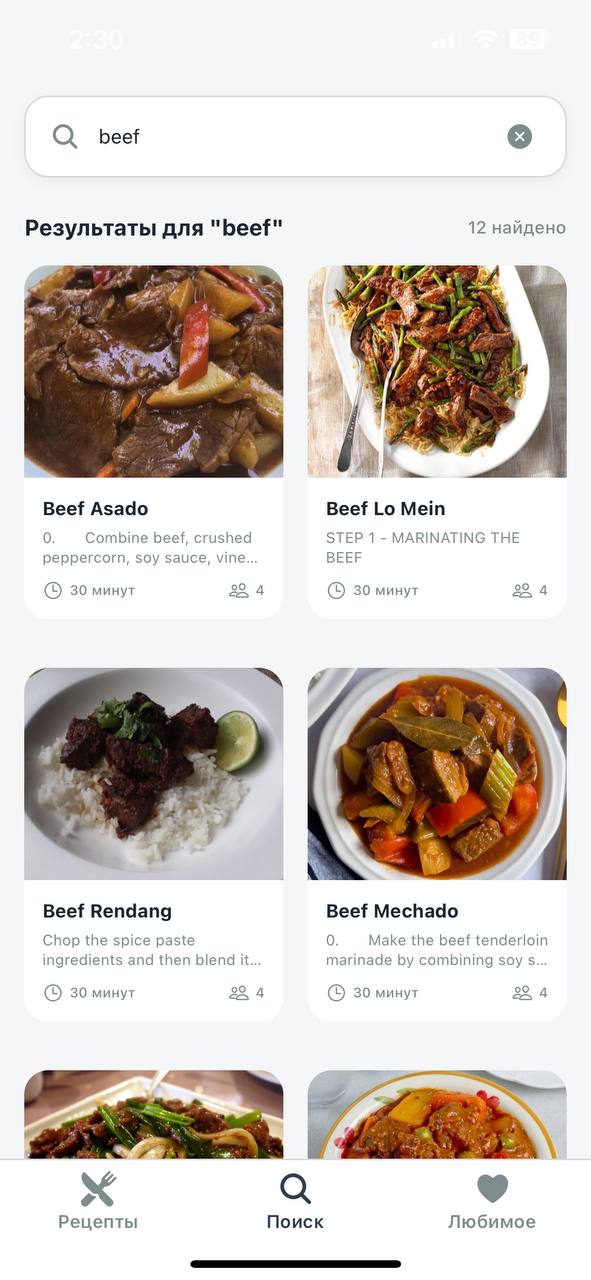 2:30
89
beef
Результаты для "beef"
12 найдено
Beef Asado
0. Combine beef, crushed
peppercorn, soy sauce, vine...
30 минут
4
Beef Lo Mein
STEP 1 - MARINATING THE
BEEF
30 минут
4
Beef Rendang
Chop the spice paste
ingredients and then blend it...
30 минут
4
Beef Mechado
0. Make the beef tenderloin
marinade by combining soy s...
30 минут
4
Рецепты
Поиск
Любимое